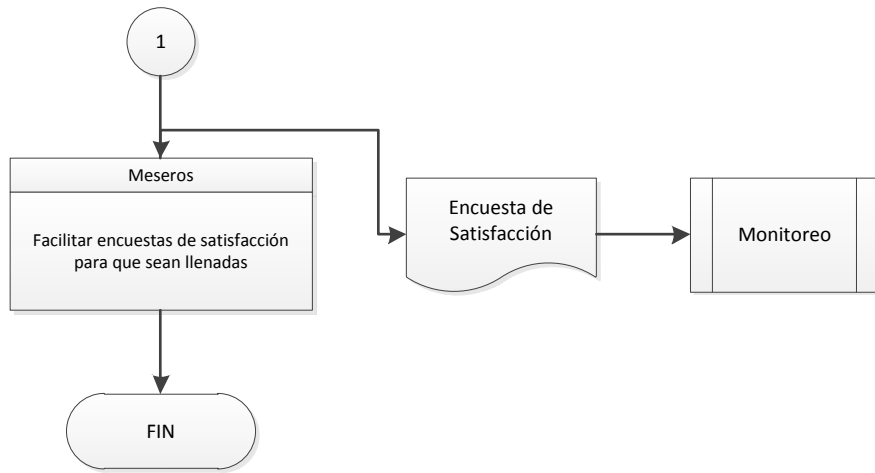 1
Meseros
Facilitar encuestas de satisfacción
para que sean llenadas
Encuesta de
Satisfacción
Monitoreo
FIN